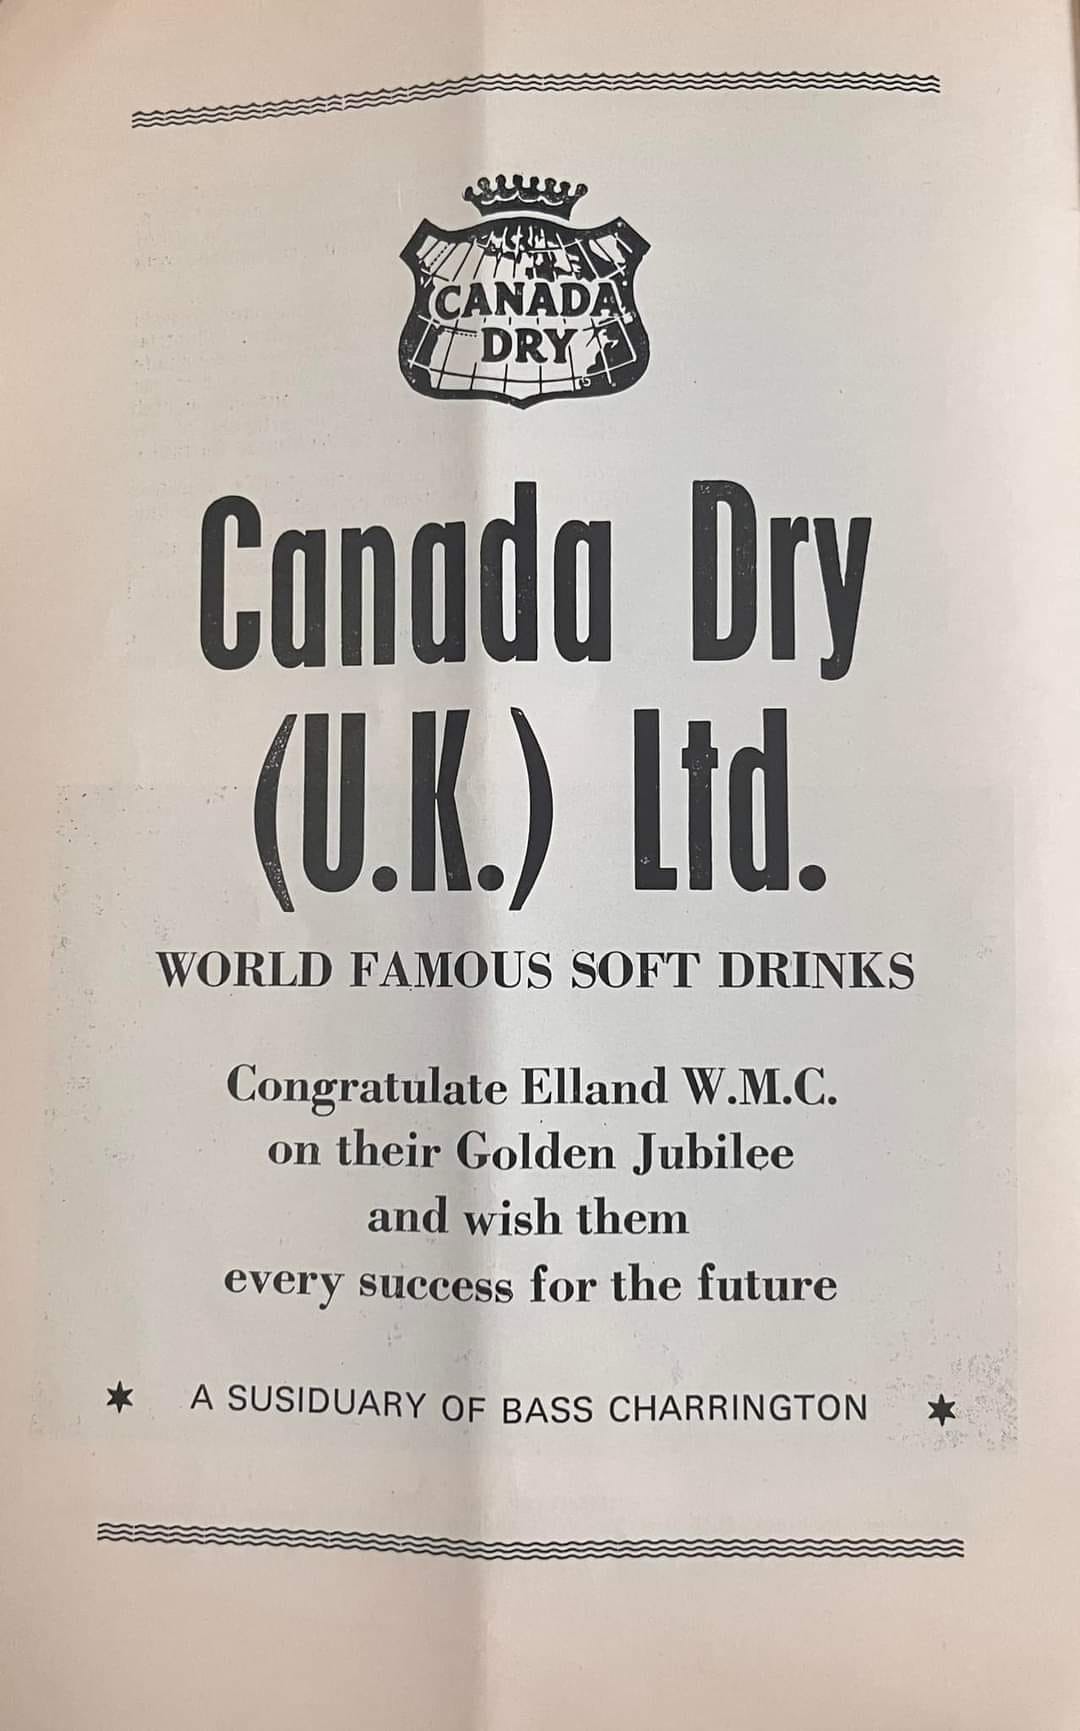 CANADA
DRY
Canada Dry
(U.K.) Ltd.
WORLD FAMOUS SOFT DRINKS
Congratulate Elland W.M.C.
on their Golden Jubilee
and wish them
every success for the future
★ A SUSIDUARY OF BASS CHARRINGTON ★